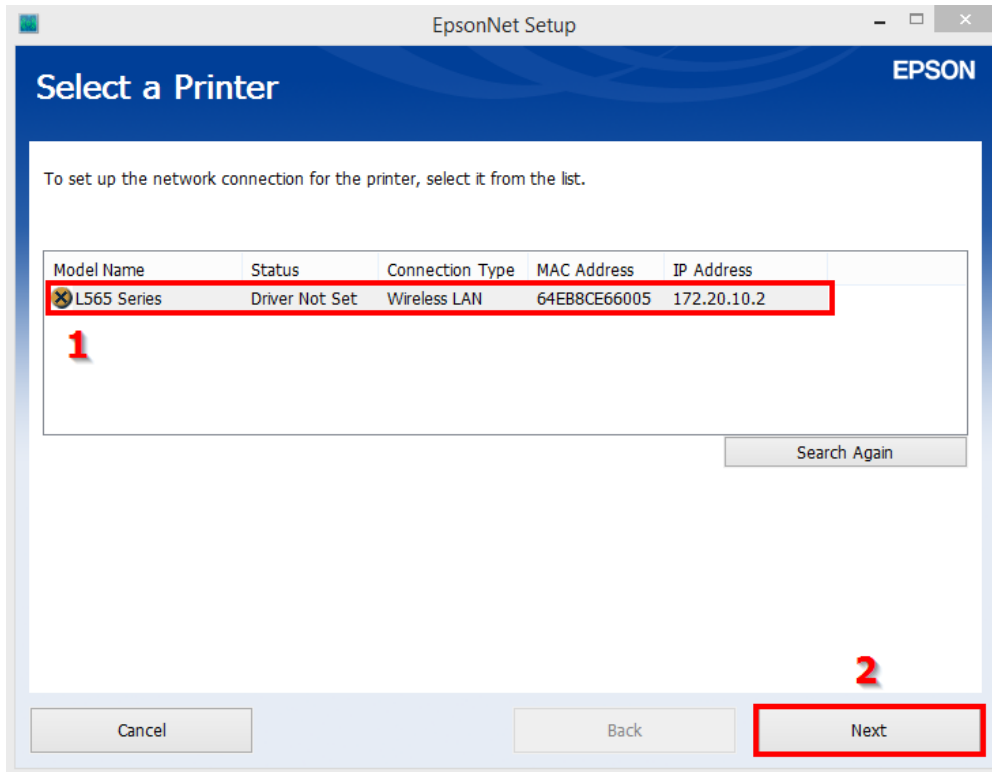 EpsonNet Setup
Select a Printer
EPSON
To set up the network connection for the printer, select it from the list.
Model Name Status Connection Type MAC Address IP Address
L565 Series Driver Not Set Wireless LAN 64EB8CE66005 172.20.10.2
1
Search Again
2
Cancel Back Next